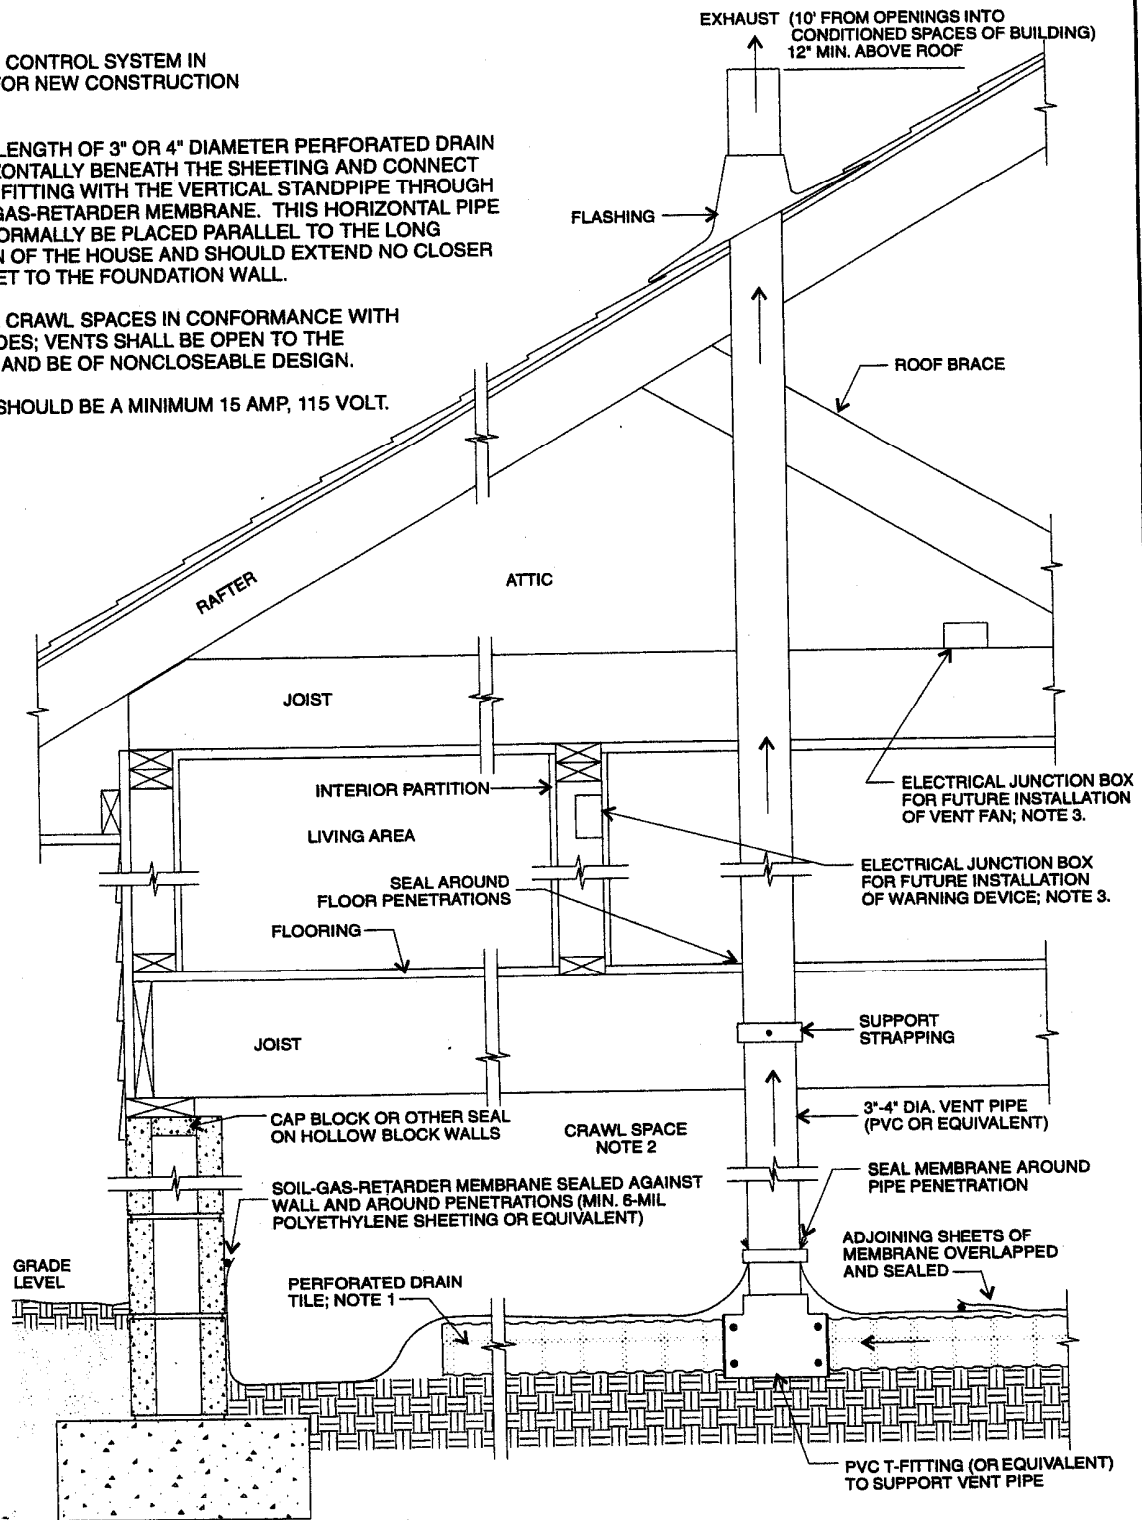 EXHAUST (10' FROM OPENINGS INTO
CONDITIONED SPACES OF BUILDING)
12" MIN. ABOVE ROOF
CONTROL SYSTEM IN
FOR NEW CONSTRUCTION
LENGTH OF 3" OR 4" DIAMETER PERFORATED DRAIN
ZONTALLY BENEATH THE SHEETING AND CONNECT
FITTING WITH THE VERTICAL STANDPIPE THROUGH
GAS-RETARDER MEMBRANE. THIS HORIZONTAL PIPE
ORMALLY BE PLACED PARALLEL TO THE LONG
N OF THE HOUSE AND SHOULD EXTEND NO CLOSER
ET TO THE FOUNDATION WALL.
CRAWL SPACES IN CONFORMANCE WITH
DES; VENTS SHALL BE OPEN TO THE
AND BE OF NONCLOSEABLE DESIGN.
SHOULD BE A MINIMUM 15 AMP, 115 VOLT.
FLASHING
ROOF BRACE
RAFTER
ATTIC
JOIST
INTERIOR PARTITION
LIVING AREA
ELECTRICAL JUNCTION BOX
FOR FUTURE INSTALLATION
OF VENT FAN; NOTE 3.
ELECTRICAL JUNCTION BOX
FOR FUTURE INSTALLATION
OF WARNING DEVICE; NOTE 3.
SEAL AROUND
FLOOR PENETRATIONS
FLOORING
SUPPORT
STRAPPING
JOIST
3"-4" DIA. VENT PIPE
(PVC OR EQUIVALENT)
CAP BLOCK OR OTHER SEAL
ON HOLLOW BLOCK WALLS
CRAWL SPACE
NOTE 2
SEAL MEMBRANE AROUND
PIPE PENETRATION
SOIL-GAS-RETARDER MEMBRANE SEALED AGAINST
WALL AND AROUND PENETRATIONS (MIN. 6-MIL
POLYETHYLENE SHEETING OR EQUIVALENT)
ADJOINING SHEETS OF
MEMBRANE OVERLAPPED
AND SEALED
GRADE
LEVEL
PERFORATED DRAIN
TILE; NOTE 1
PVC T-FITTING (OR EQUIVALENT)
TO SUPPORT VENT PIPE